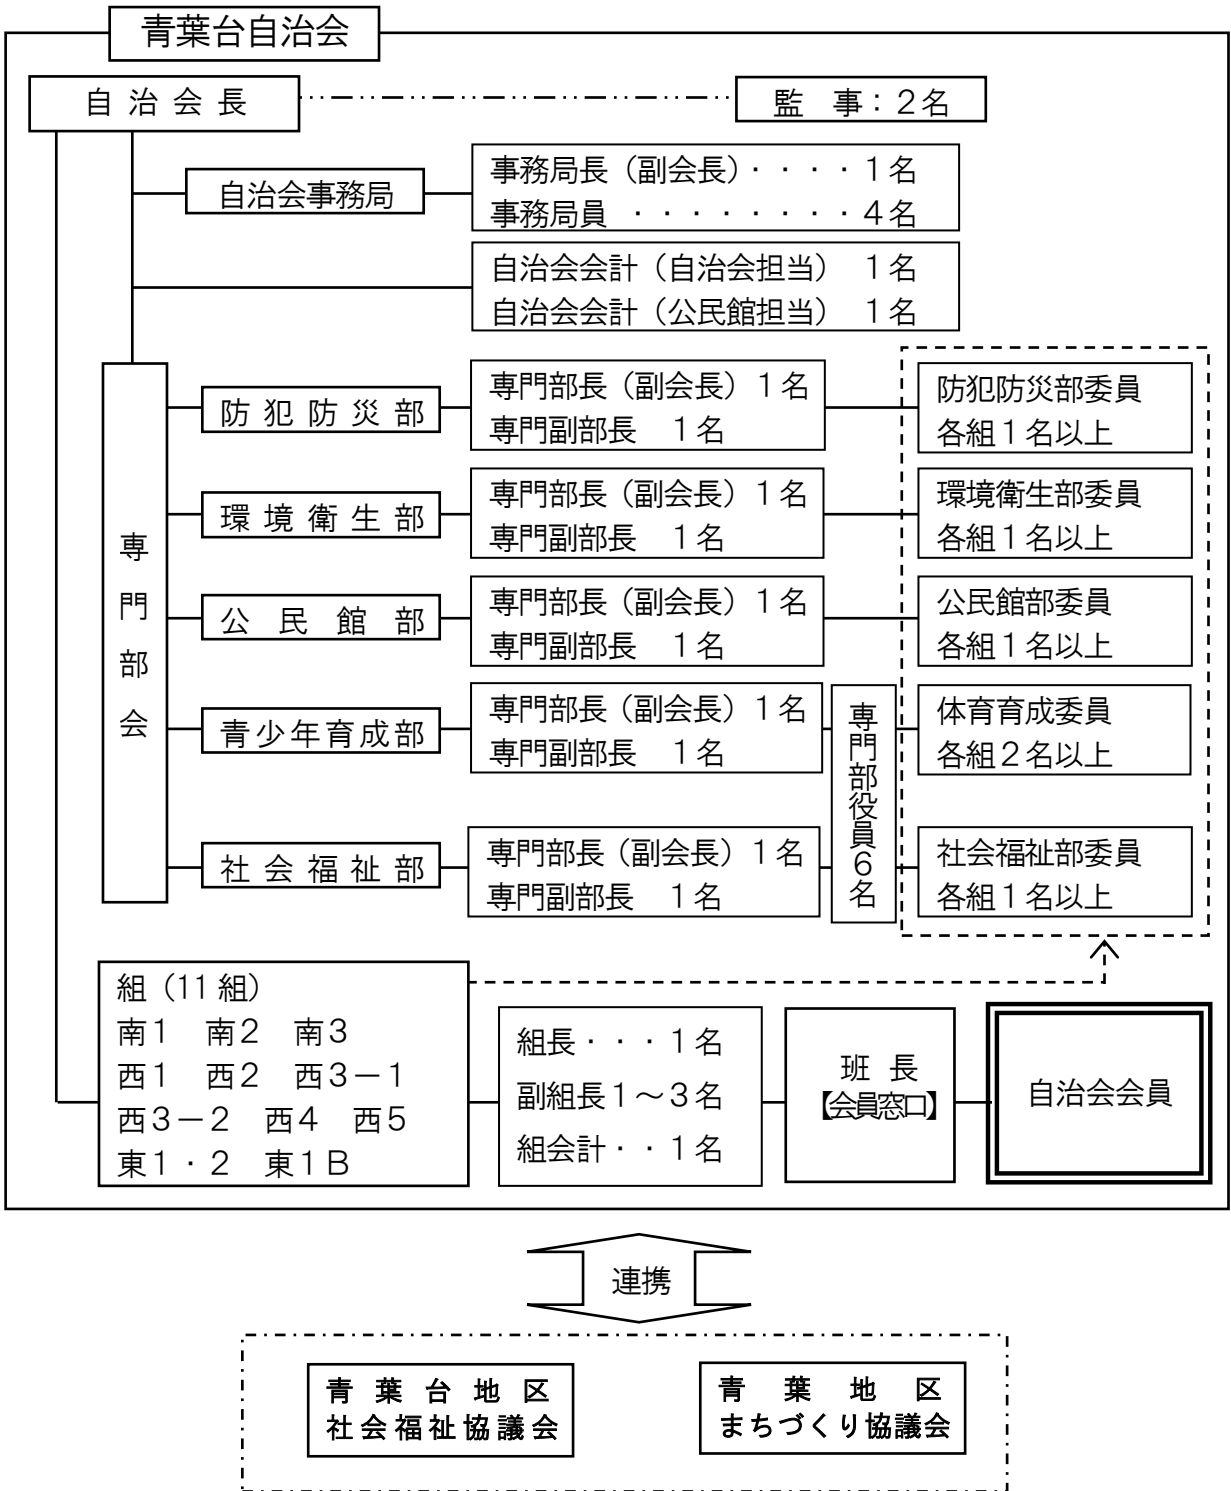 青葉台自治会
自治会長
監　事：２名
自治会事務局
事務局長（副会長）・・・・１名
事務局員　・・・・・・・・４名
自治会会計（自治会担当）　１名
自治会会計（公民館担当）　１名
専門部会
防犯防災部
専門部長（副会長）１名
専門副部長　１名
防犯防災部委員
各組１名以上
環境衛生部
専門部長（副会長）１名
専門副部長　１名
環境衛生部委員
各組１名以上
公民館部
専門部長（副会長）１名
専門副部長　１名
公民館部委員
各組１名以上
青少年育成部
専門部長（副会長）１名
専門副部長　１名
専門部役員６名
体育育成委員
各組２名以上
社会福祉部
専門部長（副会長）１名
専門副部長　１名
社会福祉部委員
各組１名以上
組（11組）
南１　南２　南３
西１　西２　西３－１
西３－２　西４　西５
東１・２　東１Ｂ
組長・・・１名
副組長１～３名
組会計・・１名
班長
【会員窓口】
自治会会員
連携
青葉台地区
社会福祉協議会
青葉地区
まちづくり協議会